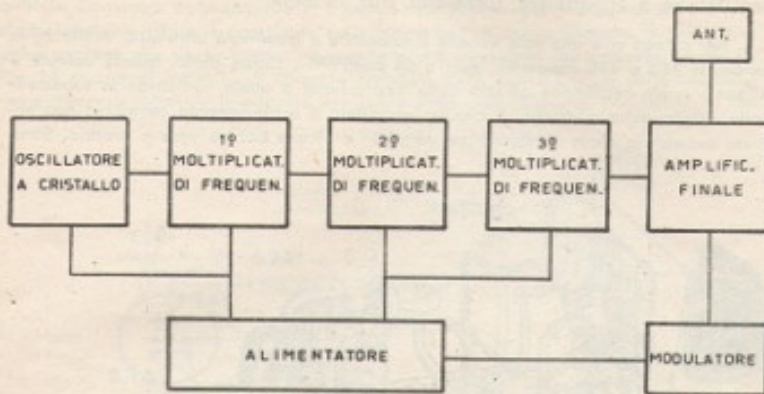 ANT.
OSCILLATORE
A CRISTALLO
1º
MOLTIPLICAT.
DI FREQUEN.
2º
MOLTIPLICAT.
DI FREQUEN.
3º
MOLTIPLICAT.
DI FREQUEN.
AMPLIFIC.
FINALE
ALIMENTATORE
MODULATORE